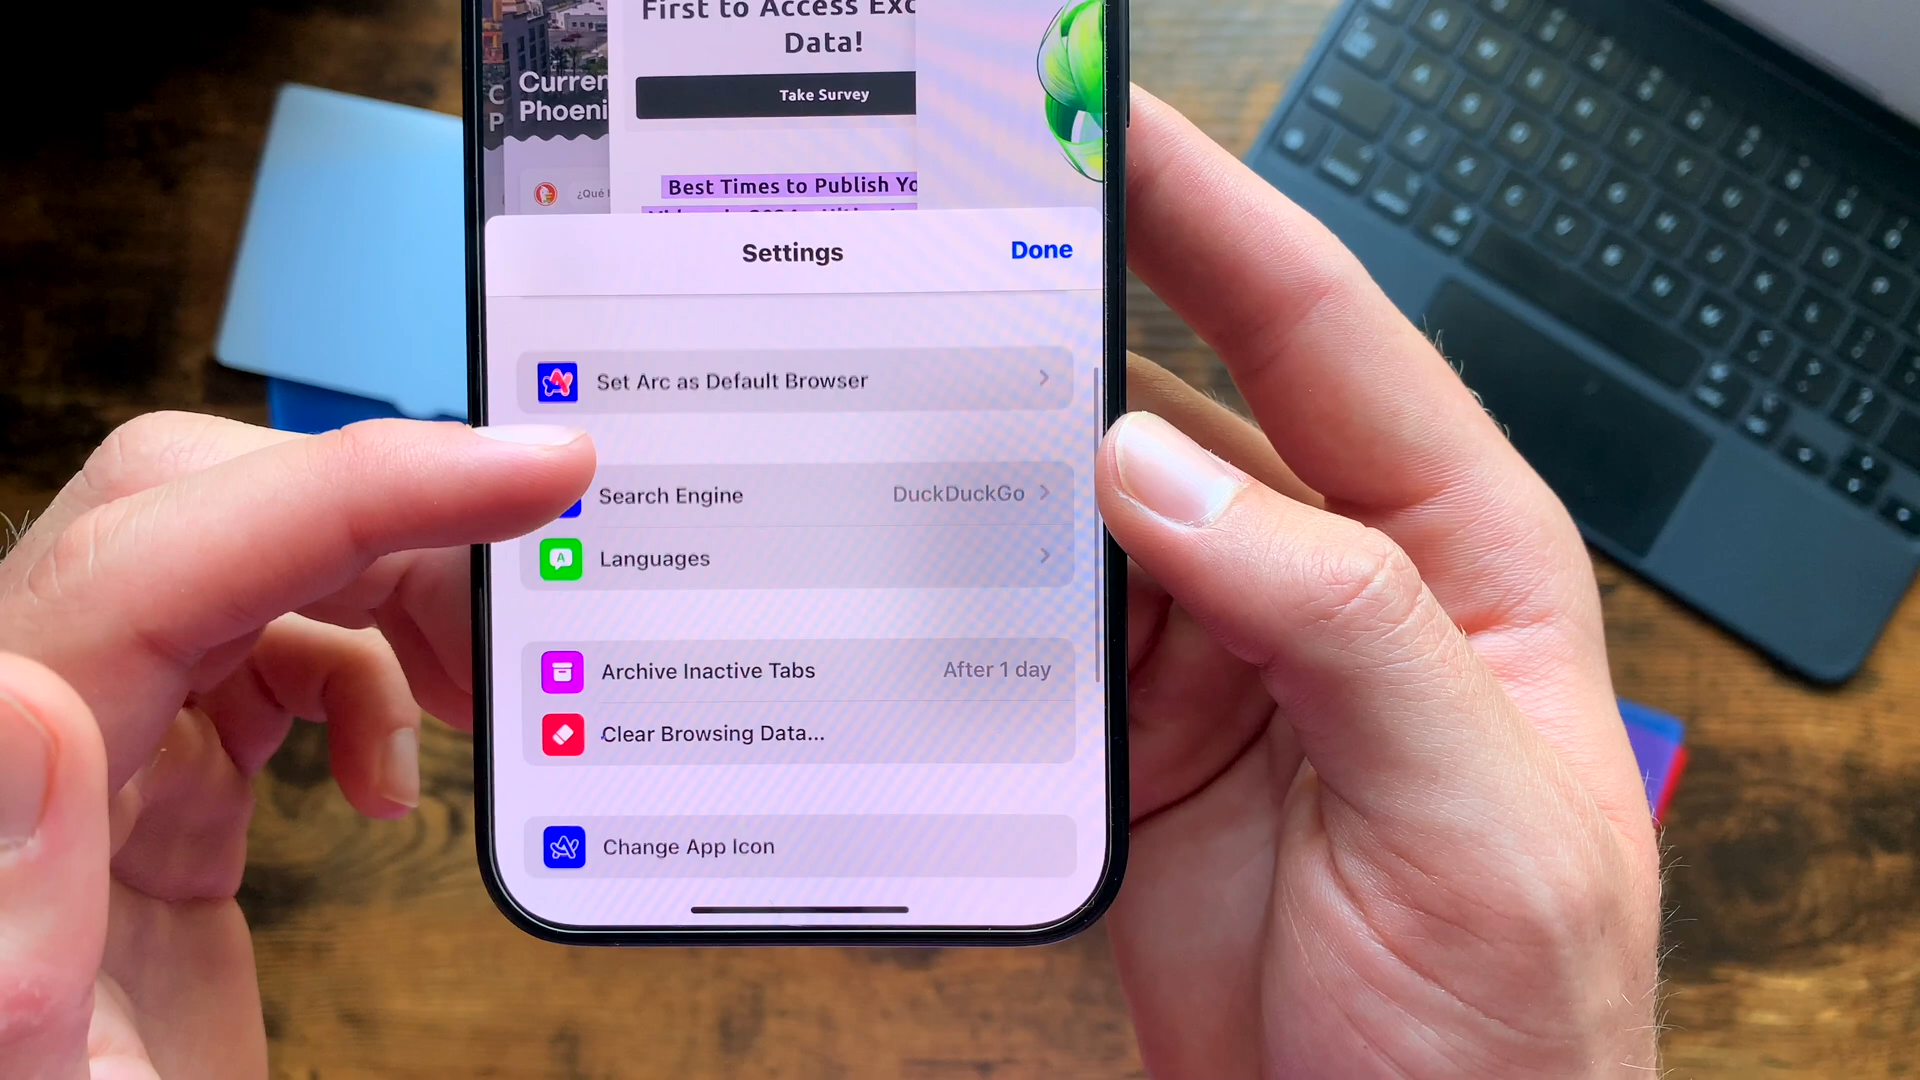 First to Access Exc
Data!
Curren
Phoeni
C
P
Take Survey
¿Qué
Best Times to Publish Yo
Settings
Done
Set Arc as Default Browser
Search Engine
DuckDuckGo
A
Languages
Archive Inactive Tabs
After 1 day
Clear Browsing Data...
Change App Icon